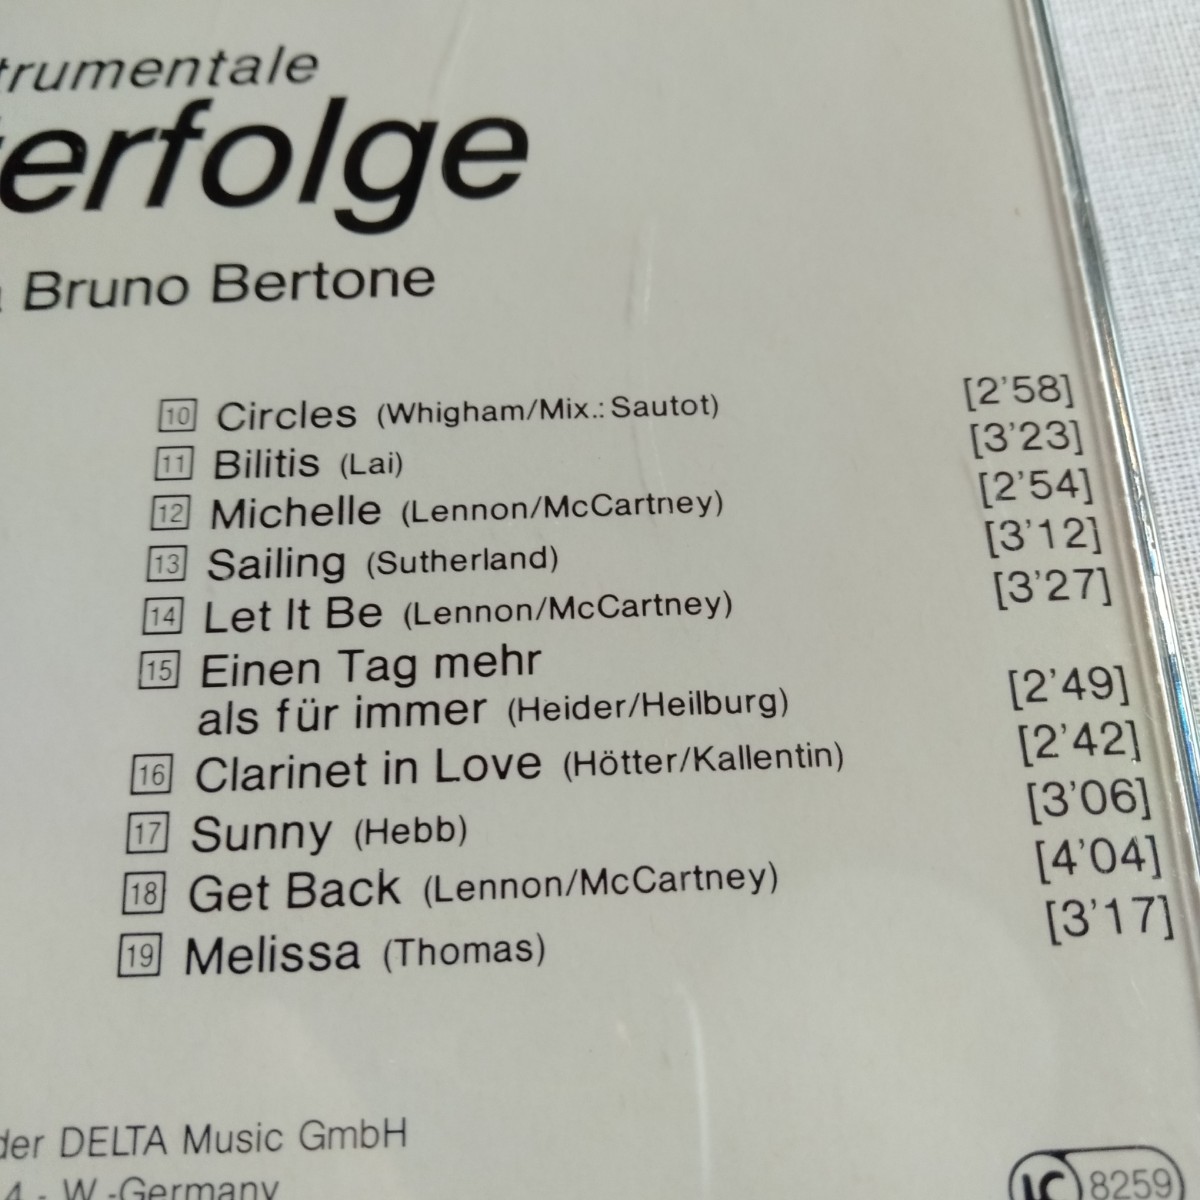 trumentale
terfolge
Bruno Bertone
10 Circles (Whigham/Mix.: Sautot) [2'58]
11 Bilitis (Lai) [3'23]
12 Michelle (Lennon/McCartney) [2'54]
13 Sailing (Sutherland) [3'12]
14 Let It Be (Lennon/McCartney) [3'27]
15 Einen Tag mehr
als für immer (Heider/Heilburg) [2'49]
16 Clarinet in Love (Hötter/Kallentin) [2'42]
17 Sunny (Hebb) [3'06]
18 Get Back (Lennon/McCartney) [4'04]
19 Melissa (Thomas) [3'17]
der DELTA Music GmbH
4 - W.-Germany
LC 8259